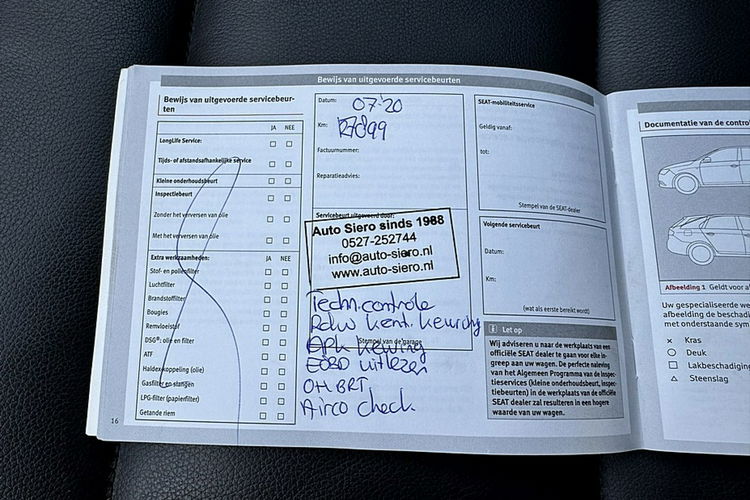 Bewijs van uitgevoerde servicebeurten
Bewijs van uitgevoerde servicebeur-
ten
JA NEE
LongLife Service:
Tijds- of afstandsafhankelijke service
Kleine onderhoudsbeurt
Inspectiebeurt
Zonder het verversen van olie
Met het verversen van olie
Extra werkzaamheden: JA NEE
Stof- en pollenfilter
Luchtfilter
Brandstoffilter
Bougies
Remvloeistof
DSG®: olie en filter
ATF
Haldex-koppeling (olie)
Gasfilter en slangen
LPG-filter (papierfilter)
Getande riem
16
Datum: 07-'20
Km:
Factuurnummer:
Reparatieadvies:
Servicebeurt uitgevoerd door:
Auto Siero sinds 1988
0527-252744
info@auto-siero.nl
www.auto-siero.nl
Techn. controle
Rdw kent. keuring
Stempel van de garage
APK keuring
EOBD uitlezen
OH BRT
Airco check
SEAT-mobiliteitsservice
Geldig vanaf:
tot:
Stempel van de SEAT-dealer
Volgende servicebeurt
Datum:
Km:
(wat als eerste bereikt wordt)
Let op
Wij adviseren u naar de werkplaats van een
officiële SEAT dealer te gaan voor elke in-
greep aan uw wagen. De perfecte naleving
van het Algemeen Programma van de inspec-
tieservices (kleine onderhoudsbeurt, inspec-
tiebeurten) in de werkplaats van de officiële
SEAT dealer zal resulteren in een hogere
waarde van uw wagen.
Documentatie van de contro
Afbeelding 1 Geldt voor a
Uw gespecialiseerde we
afbeelding de beschadi
met onderstaande sym
× Kras
Deuk
Lakbeschadiging
Steenslag